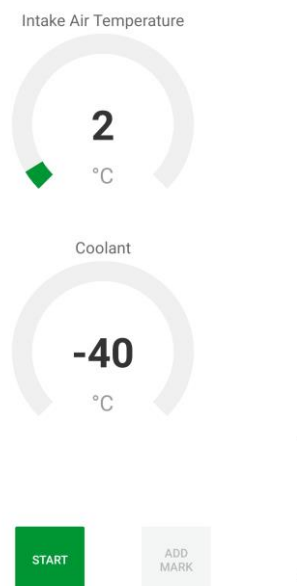 Intake Air Temperature
2
°C
Coolant
-40
°C
START
ADD
MARK